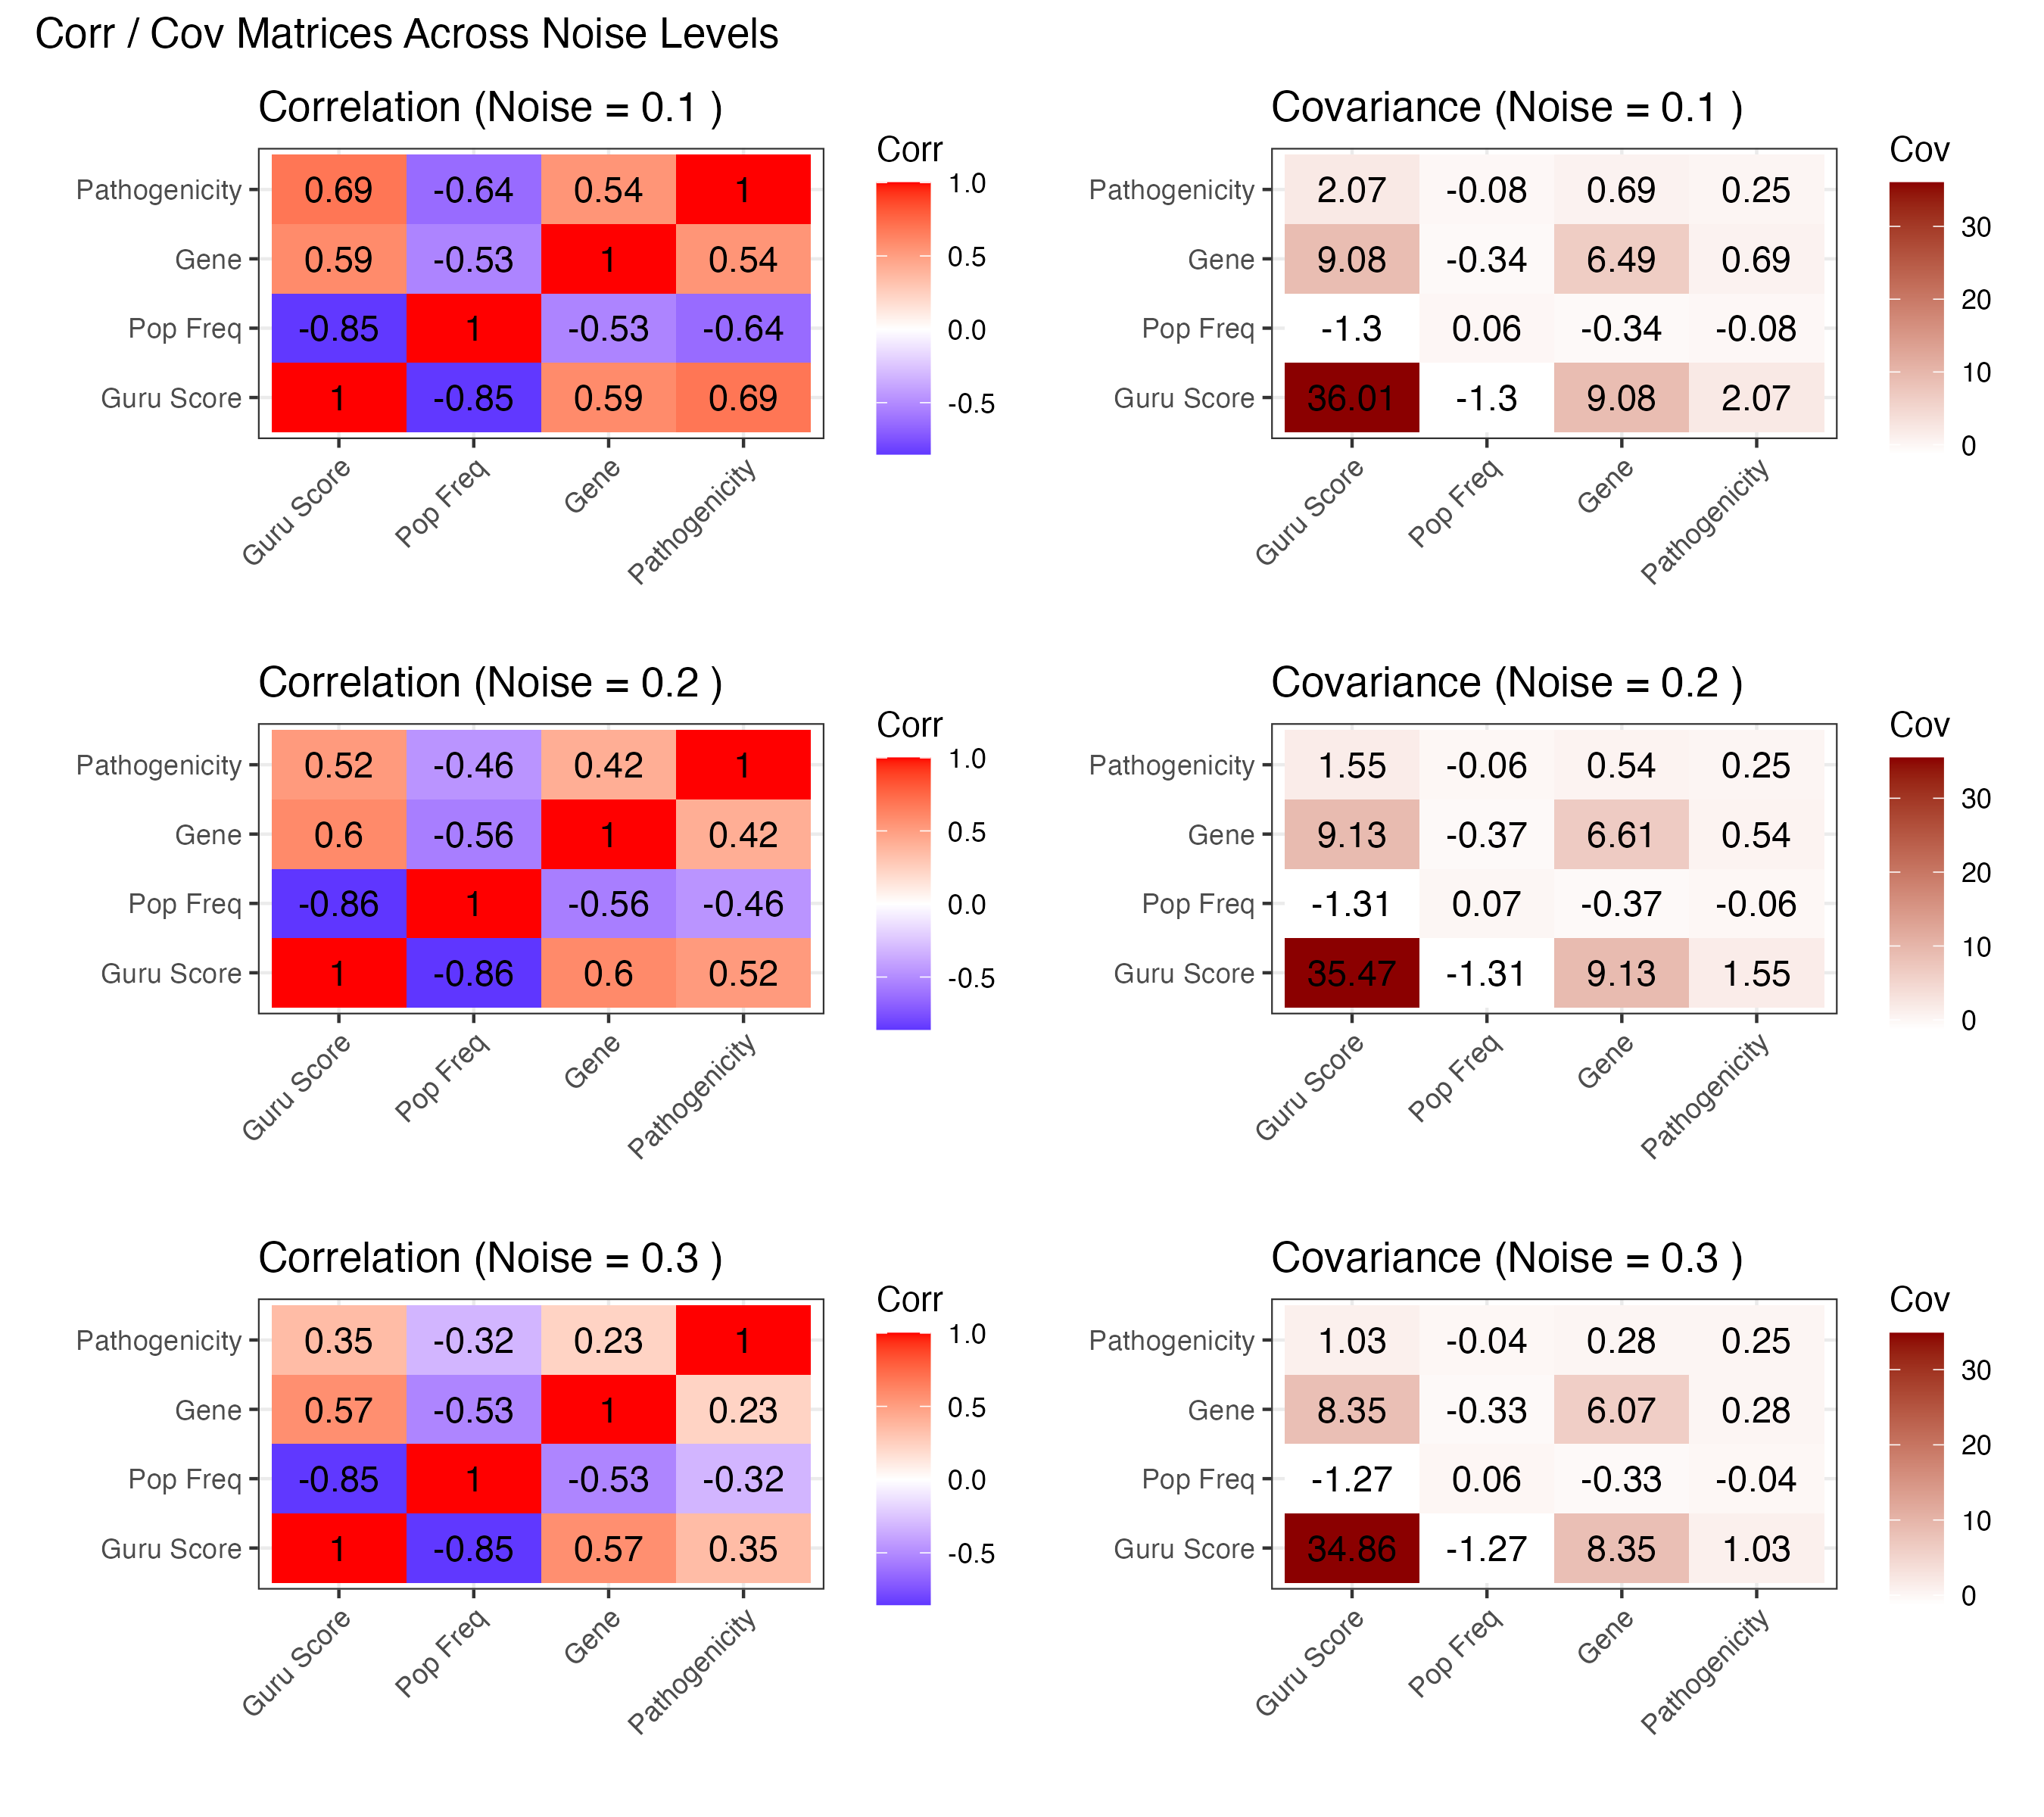 Corr / Cov Matrices Across Noise Levels
Correlation (Noise = 0.1 )
Corr
Pathogenicity 0.69 -0.64 0.54 1
Gene 0.59 -0.53 1 0.54
Pop Freq -0.85 1 -0.53 -0.64
Guru Score 1 -0.85 0.59 0.69
Guru Score Pop Freq Gene Pathogenicity
1.0
0.5
0.0
-0.5
Covariance (Noise = 0.1 )
Cov
Pathogenicity 2.07 -0.08 0.69 0.25
Gene 9.08 -0.34 6.49 0.69
Pop Freq -1.3 0.06 -0.34 -0.08
Guru Score 36.01 -1.3 9.08 2.07
Guru Score Pop Freq Gene Pathogenicity
30
20
10
0
Correlation (Noise = 0.2 )
Corr
Pathogenicity 0.52 -0.46 0.42 1
Gene 0.6 -0.56 1 0.42
Pop Freq -0.86 1 -0.56 -0.46
Guru Score 1 -0.86 0.6 0.52
Guru Score Pop Freq Gene Pathogenicity
1.0
0.5
0.0
-0.5
Covariance (Noise = 0.2 )
Cov
Pathogenicity 1.55 -0.06 0.54 0.25
Gene 9.13 -0.37 6.61 0.54
Pop Freq -1.31 0.07 -0.37 -0.06
Guru Score 35.47 -1.31 9.13 1.55
Guru Score Pop Freq Gene Pathogenicity
30
20
10
0
Correlation (Noise = 0.3 )
Corr
Pathogenicity 0.35 -0.32 0.23 1
Gene 0.57 -0.53 1 0.23
Pop Freq -0.85 1 -0.53 -0.32
Guru Score 1 -0.85 0.57 0.35
Guru Score Pop Freq Gene Pathogenicity
1.0
0.5
0.0
-0.5
Covariance (Noise = 0.3 )
Cov
Pathogenicity 1.03 -0.04 0.28 0.25
Gene 8.35 -0.33 6.07 0.28
Pop Freq -1.27 0.06 -0.33 -0.04
Guru Score 34.86 -1.27 8.35 1.03
Guru Score Pop Freq Gene Pathogenicity
30
20
10
0